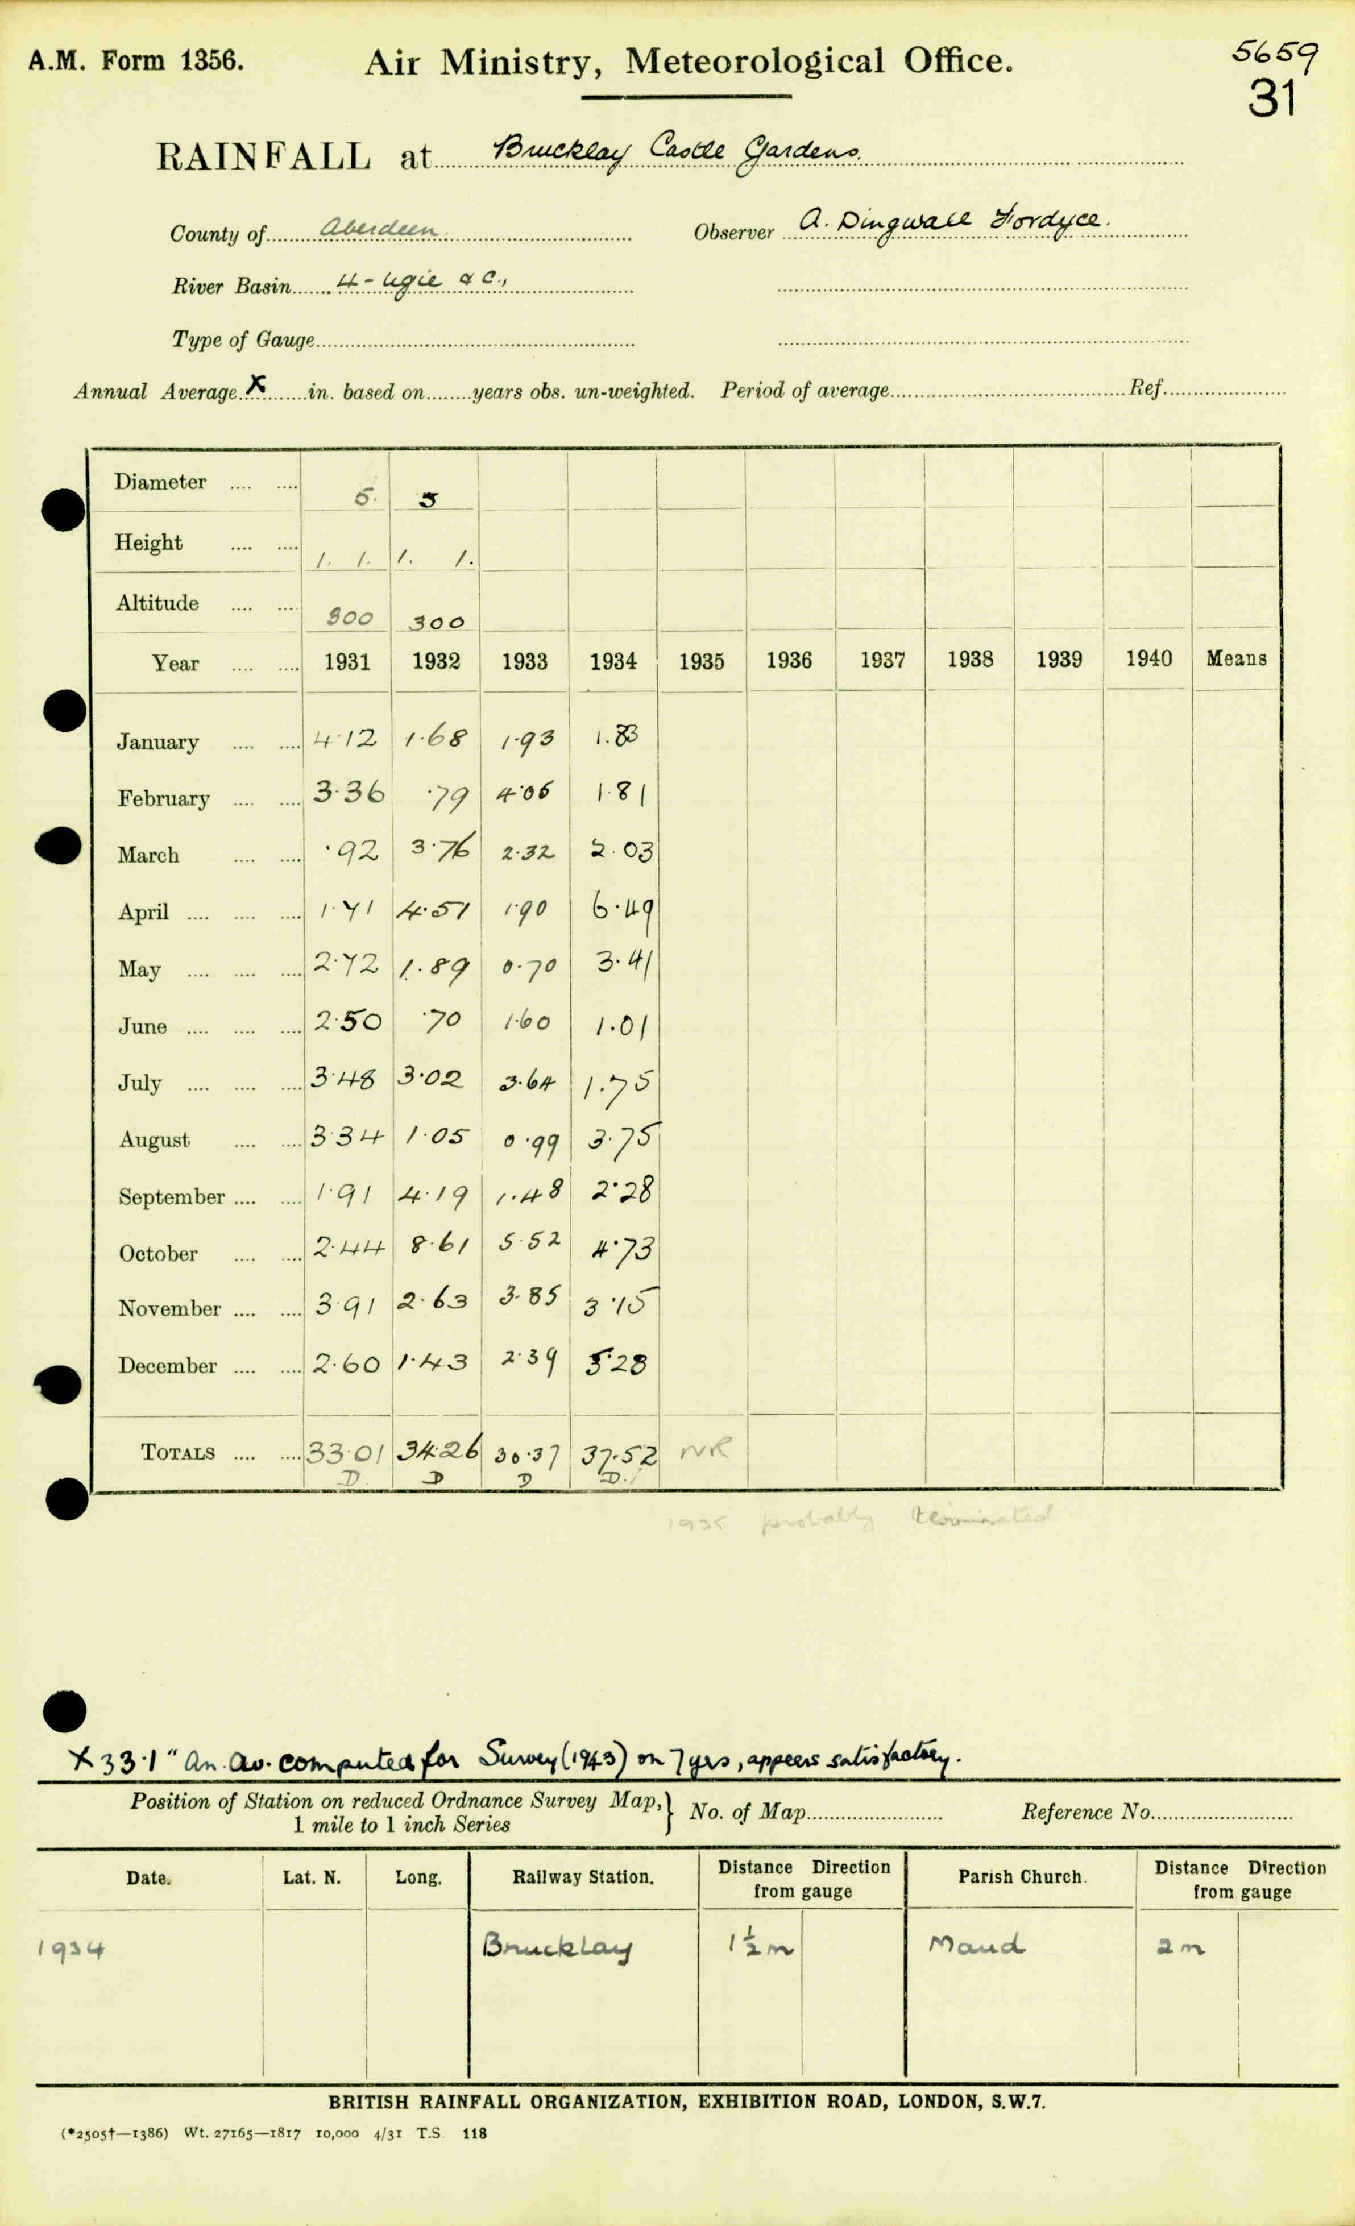 A.M. Form 1356.
Air Ministry, Meteorological Office.
5659
31
RAINFALL at Brucklay Castle Gardens.
County of Aberdeen Observer A. Dingwall Fordyce.
River Basin 4 - Ugie & C.,
Type of Gauge
Annual Average X in. based on years obs. un-weighted. Period of average Ref.
Diameter 5. 5
Height 1. 1. 1. 1.
Altitude 300 300
Year 1931 1932 1933 1934 1935 1936 1937 1938 1939 1940 Means
January 4.12 1.68 1.93 1.83
February 3.36 .79 4.05 1.81
March .92 3.76 2.32 2.03
April 1.71 4.51 1.90 6.49
May 2.72 1.89 0.70 3.41
June 2.50 .70 1.60 1.01
July 3.48 3.02 3.64 1.75
August 3.34 1.05 0.99 3.75
September 1.91 4.19 1.48 2.28
October 2.44 8.61 5.52 4.73
November 3.91 2.63 3.85 3.15
December 2.60 1.43 2.39 5.28
TOTALS 33.01 34.26 30.37 37.52 NR
D. D D D.
1935 probably terminated
X 33.1" An. Av. computed for Survey (1943) on 7 yrs, appears satisfactory.
Position of Station on reduced Ordnance Survey Map, } No. of Map Reference No.
1 mile to 1 inch Series
Date. Lat. N. Long. Railway Station. Distance Direction from gauge Parish Church. Distance Direction from gauge
1934 Brucklay 1½ m Maud 2 m
BRITISH RAINFALL ORGANIZATION, EXHIBITION ROAD, LONDON, S.W.7.
(*2505†—1386) Wt. 27165—1817 10,000 4/31 T.S. 118